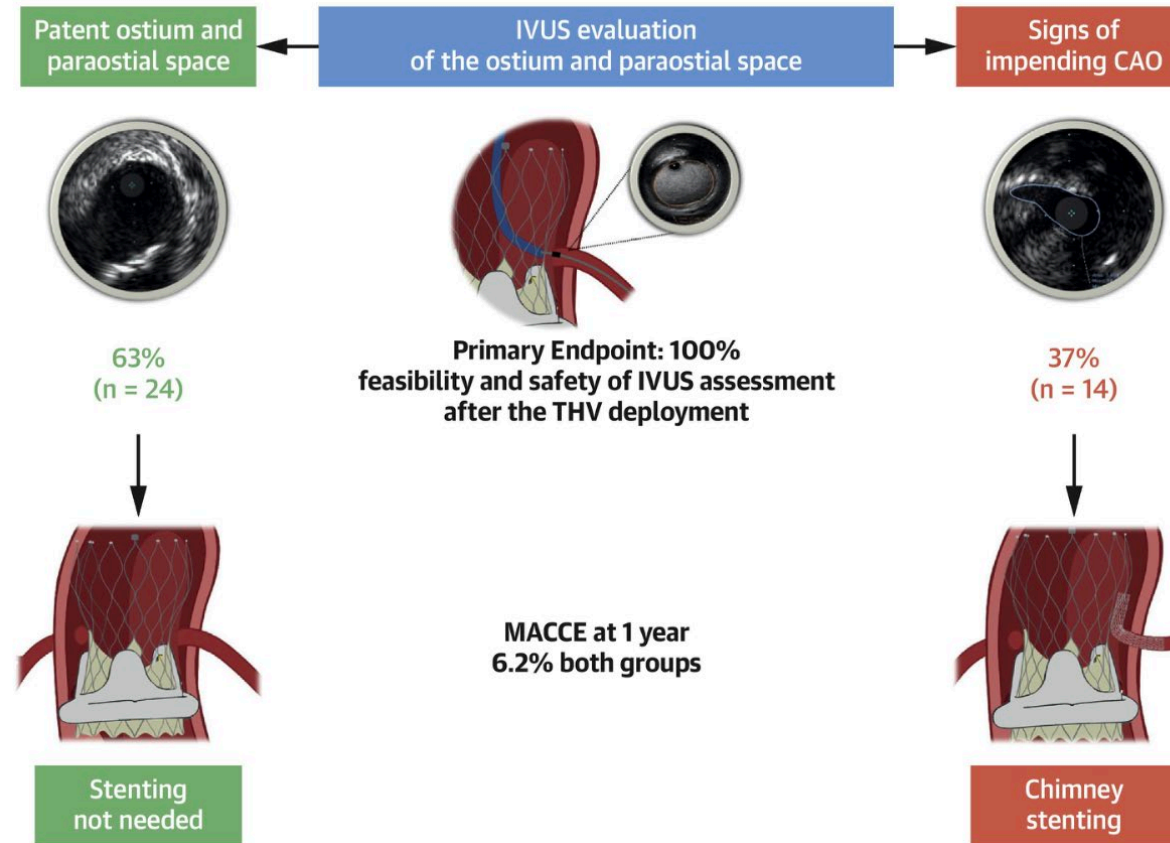 Patent ostium and
paraostial space
IVUS evaluation
of the ostium and paraostial space
Signs of
impending CAO
63%
(n = 24)
Primary Endpoint: 100%
feasibility and safety of IVUS assessment
after the THV deployment
37%
(n = 14)
MACCE at 1 year
6.2% both groups
Stenting
not needed
Chimney
stenting